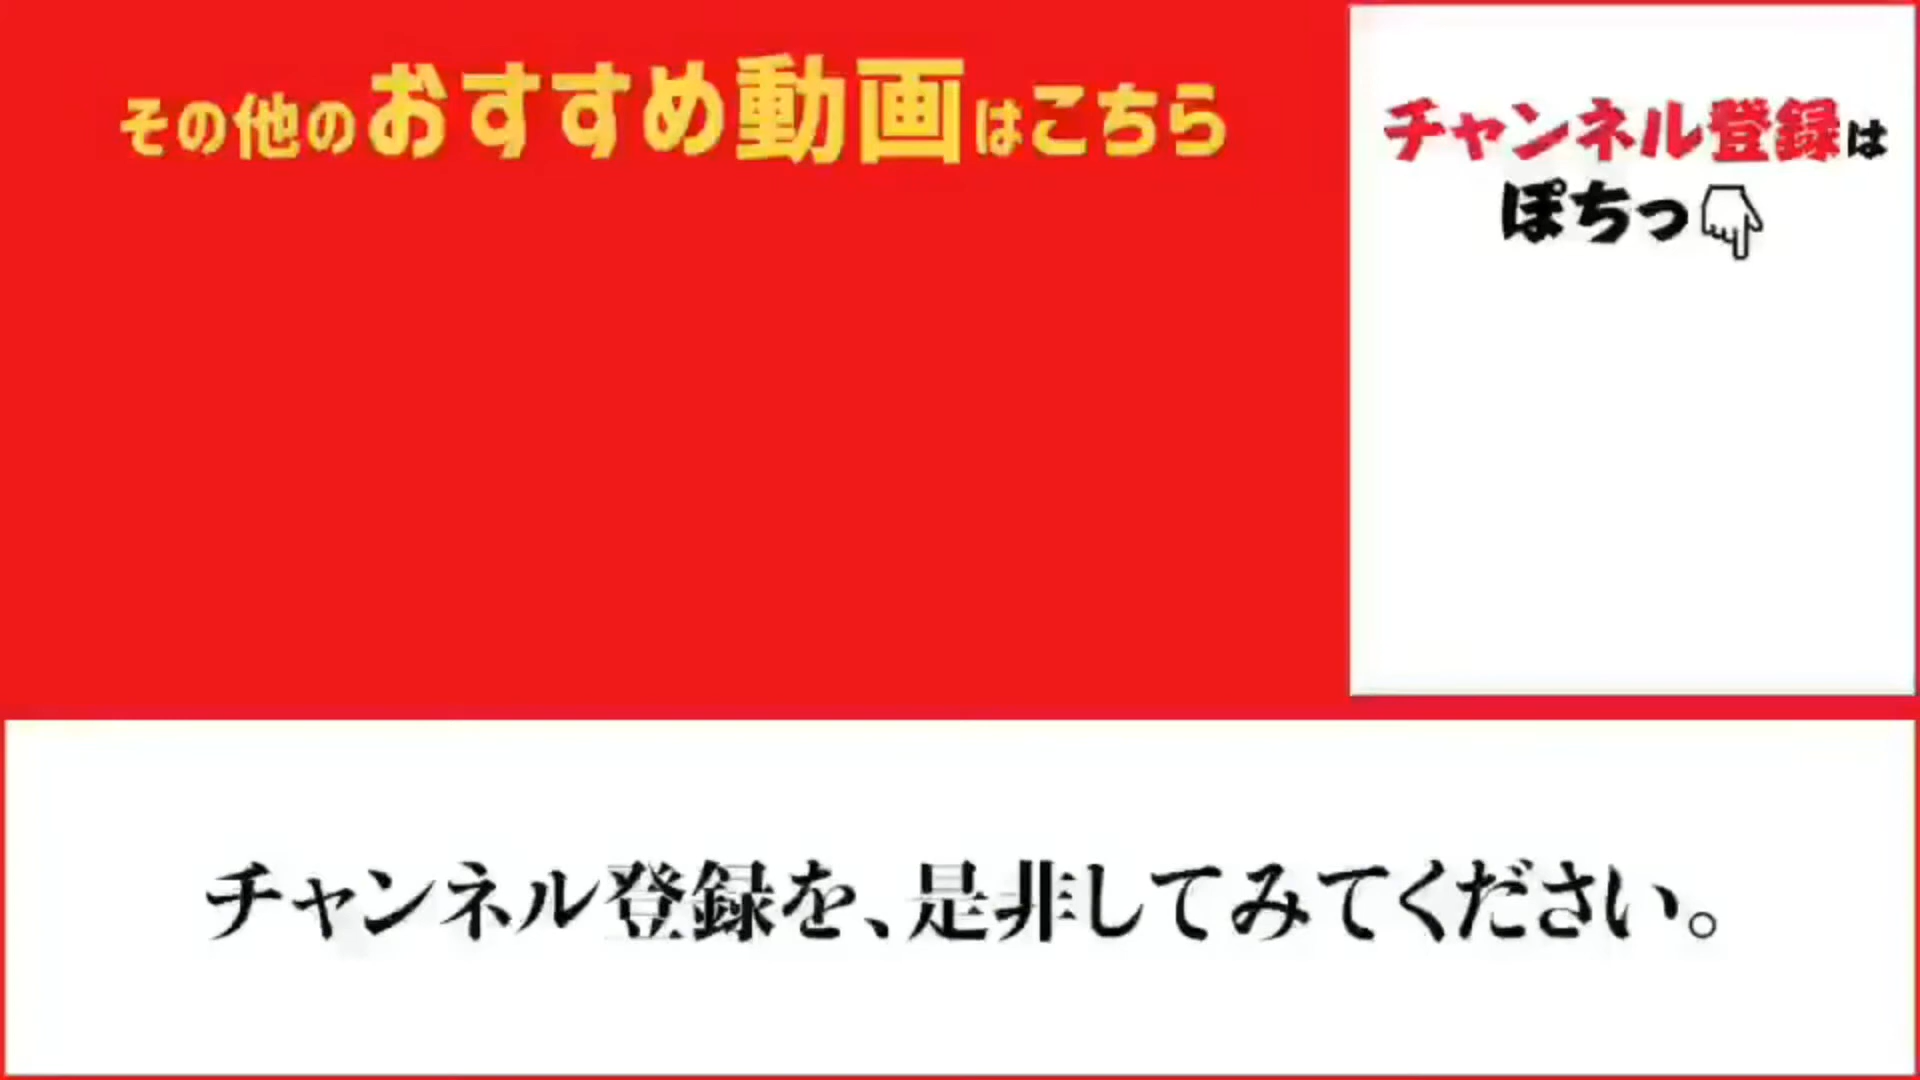 その他のおすすめ動画はこちら
チャンネル登録は
ぽちっ
チャンネル登録を、是非してみてください。